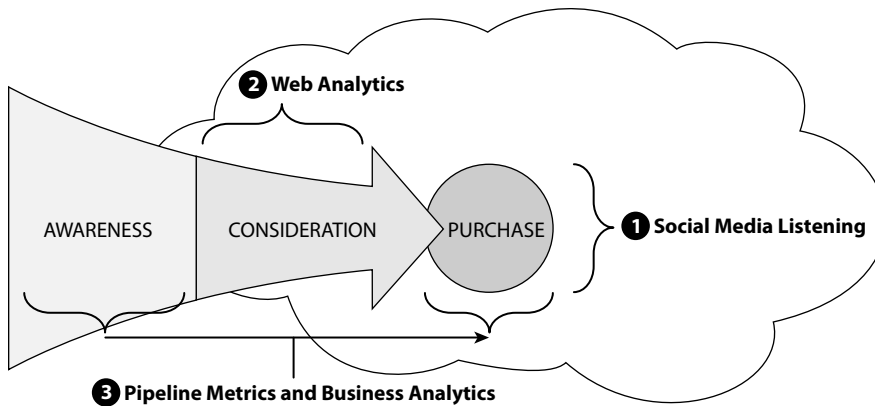 2 Web Analytics
AWARENESS CONSIDERATION PURCHASE 1 Social Media Listening
3 Pipeline Metrics and Business Analytics